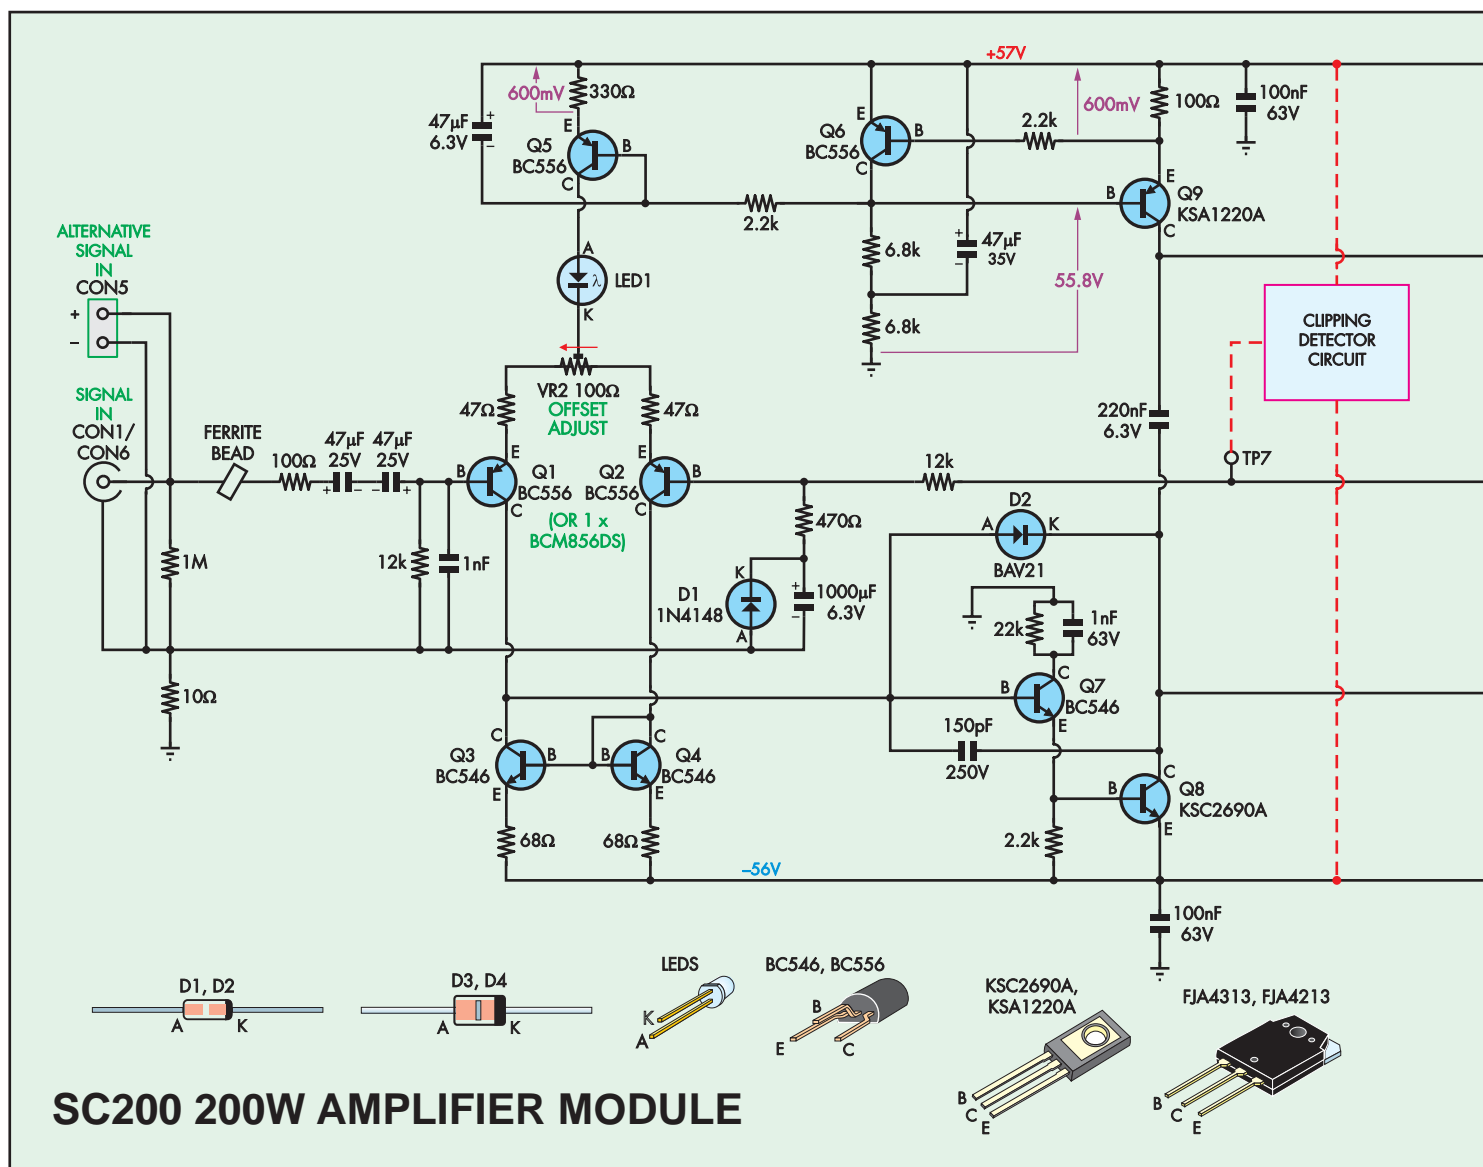 +57V
600mV
330Ω
47µF
6.3V
+
–
E
Q5
BC556
B
C
2.2k
E
Q6
BC556
B
C
2.2k
600mV
100Ω
100nF
63V
E
B
Q9
KSA1220A
C
6.8k
+
47µF
–
35V
55.8V
6.8k
ALTERNATIVE
SIGNAL
IN
CON5
+
–
A
λ
LED1
K
CLIPPING
DETECTOR
CIRCUIT
VR2 100Ω
OFFSET
ADJUST
47Ω
47Ω
SIGNAL
IN
CON1/
CON6
FERRITE
BEAD
100Ω
47µF
25V
+ –
47µF
25V
– +
E
B
Q1
BC556
C
E
Q2
BC556
B
C
(OR 1 x
BCM856DS)
12k
220nF
6.3V
TP7
1M
12k
1nF
470Ω
D2
A
K
BAV21
K
D1
1N4148
A
+
1000µF
6.3V
–
22k
1nF
63V
10Ω
C
B
Q7
BC546
E
150pF
250V
C
Q3
BC546
B
E
C
B
Q4
BC546
E
C
B
Q8
KSC2690A
E
68Ω
68Ω
2.2k
–56V
100nF
63V
D1, D2
A
K
D3, D4
A
K
LEDS
K
A
BC546, BC556
B
E
C
KSC2690A,
KSA1220A
B
C
E
FJA4313, FJA4213
B
C
E
SC200 200W AMPLIFIER MODULE